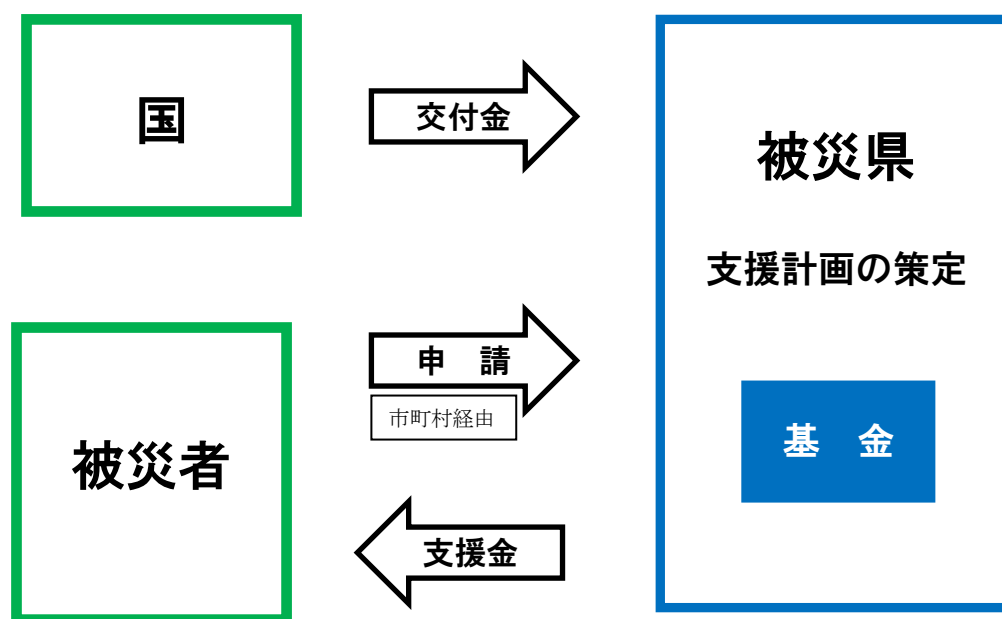 国
交付金
被災県
支援計画の策定
申　請
市町村経由
基　金
被災者
支援金